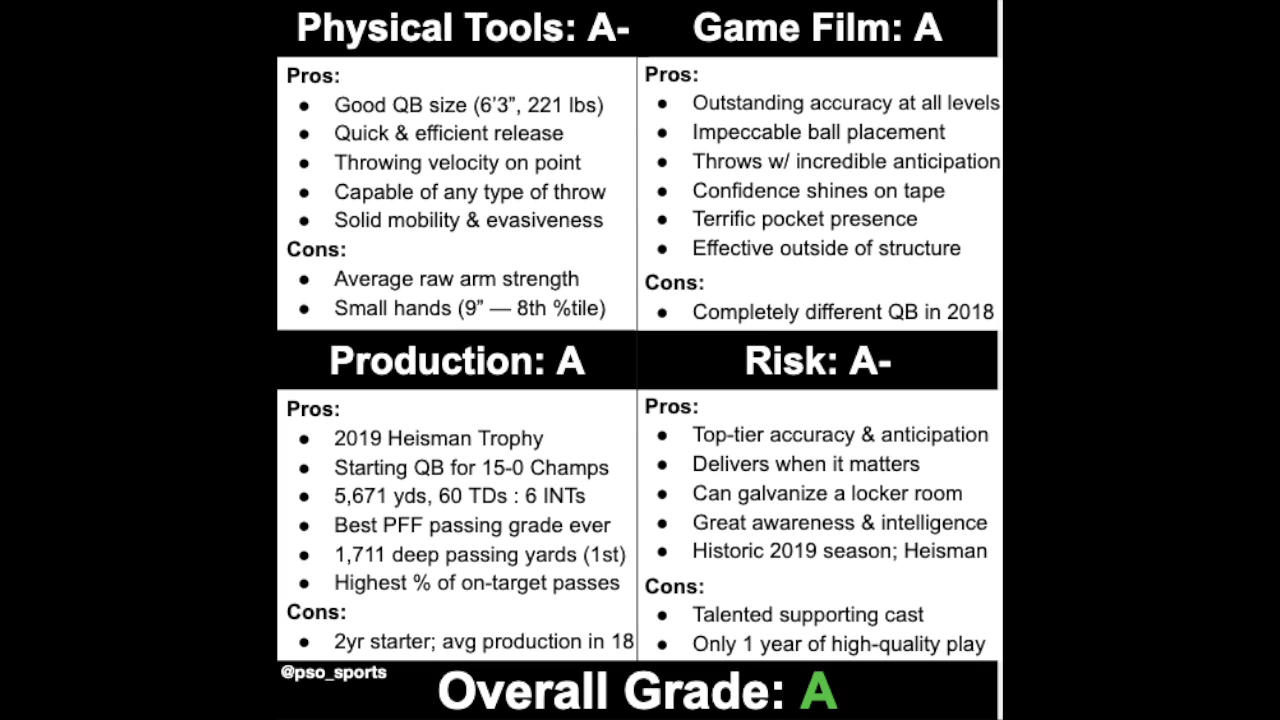 Physical Tools: A-
Pros:
● Good QB size (6’3”, 221 lbs)
● Quick & efficient release
● Throwing velocity on point
● Capable of any type of throw
● Solid mobility & evasiveness
Cons:
● Average raw arm strength
● Small hands (9” — 8th %tile)
Game Film: A
Pros:
● Outstanding accuracy at all levels
● Impeccable ball placement
● Throws w/ incredible anticipation
● Confidence shines on tape
● Terrific pocket presence
● Effective outside of structure
Cons:
● Completely different QB in 2018
Production: A
Pros:
● 2019 Heisman Trophy
● Starting QB for 15-0 Champs
● 5,671 yds, 60 TDs : 6 INTs
● Best PFF passing grade ever
● 1,711 deep passing yards (1st)
● Highest % of on-target passes
Cons:
● 2yr starter; avg production in 18
Risk: A-
Pros:
● Top-tier accuracy & anticipation
● Delivers when it matters
● Can galvanize a locker room
● Great awareness & intelligence
● Historic 2019 season; Heisman
Cons:
● Talented supporting cast
● Only 1 year of high-quality play
@pso_sports
Overall Grade: A